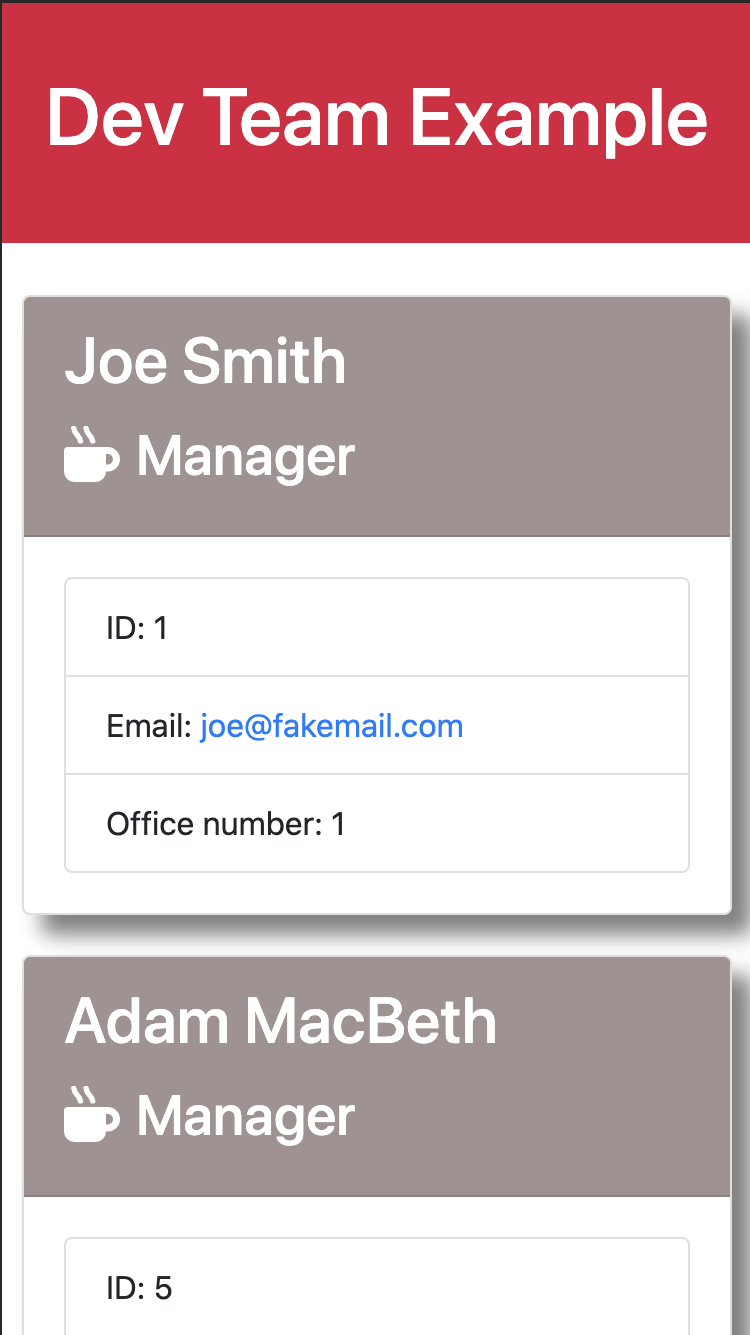 Dev Team Example
Joe Smith
Manager
ID: 1
Email: joe@fakemail.com
Office number: 1
Adam MacBeth
Manager
ID: 5